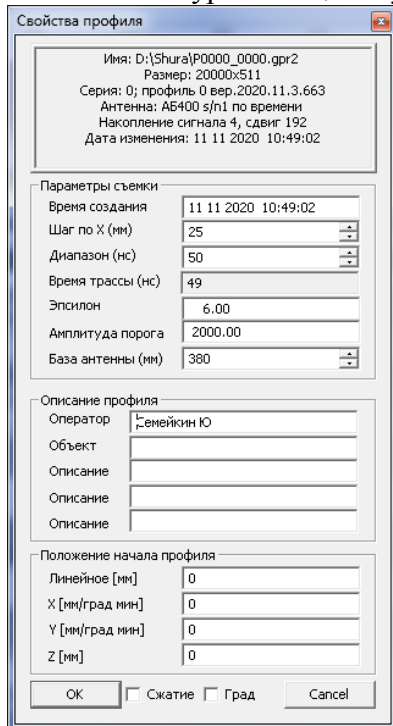 Свойства профиля
Имя: D:\Shura\P0000_0000.gpr2
Размер: 20000x511
Серия: 0; профиль 0 вер.2020.11.3.663
Антенна: АБ400 s/n1 по времени
Накопление сигнала 4, сдвиг 192
Дата изменения: 11 11 2020 10:49:02
Параметры съемки
Время создания 11 11 2020 10:49:02
Шаг по X (мм) 25
Диапазон (нс) 50
Время трассы (нс) 49
Эпсилон 6.00
Амплитуда порога 2000.00
База антенны (мм) 380
Описание профиля
Оператор Семейкин Ю
Объект
Описание
Описание
Описание
Положение начала профиля
Линейное [мм] 0
X [мм/град мин] 0
Y [мм/град мин] 0
Z [мм] 0
OK Сжатие Град Cancel